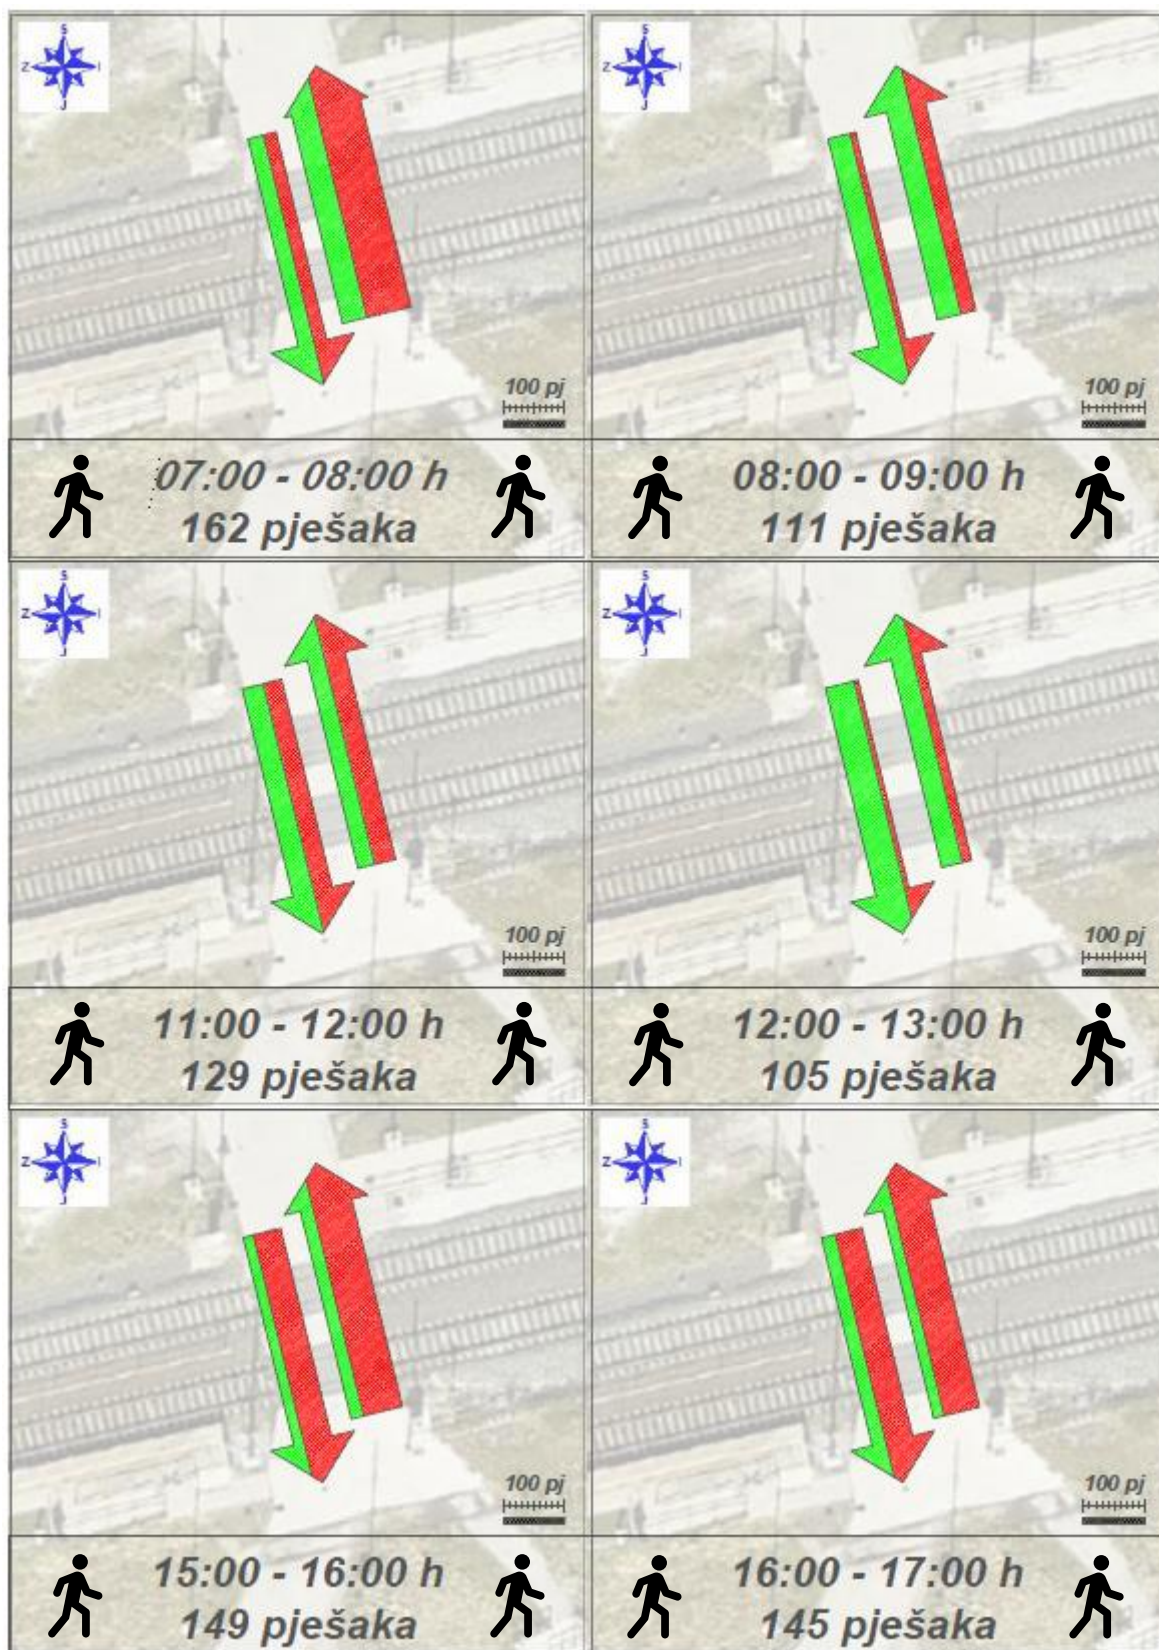 S
Z I
J
100 pj
07:00 - 08:00 h
162 pješaka
S
Z I
J
100 pj
08:00 - 09:00 h
111 pješaka
S
Z I
J
100 pj
11:00 - 12:00 h
129 pješaka
S
Z I
J
100 pj
12:00 - 13:00 h
105 pješaka
S
Z I
J
100 pj
15:00 - 16:00 h
149 pješaka
S
Z I
J
100 pj
16:00 - 17:00 h
145 pješaka